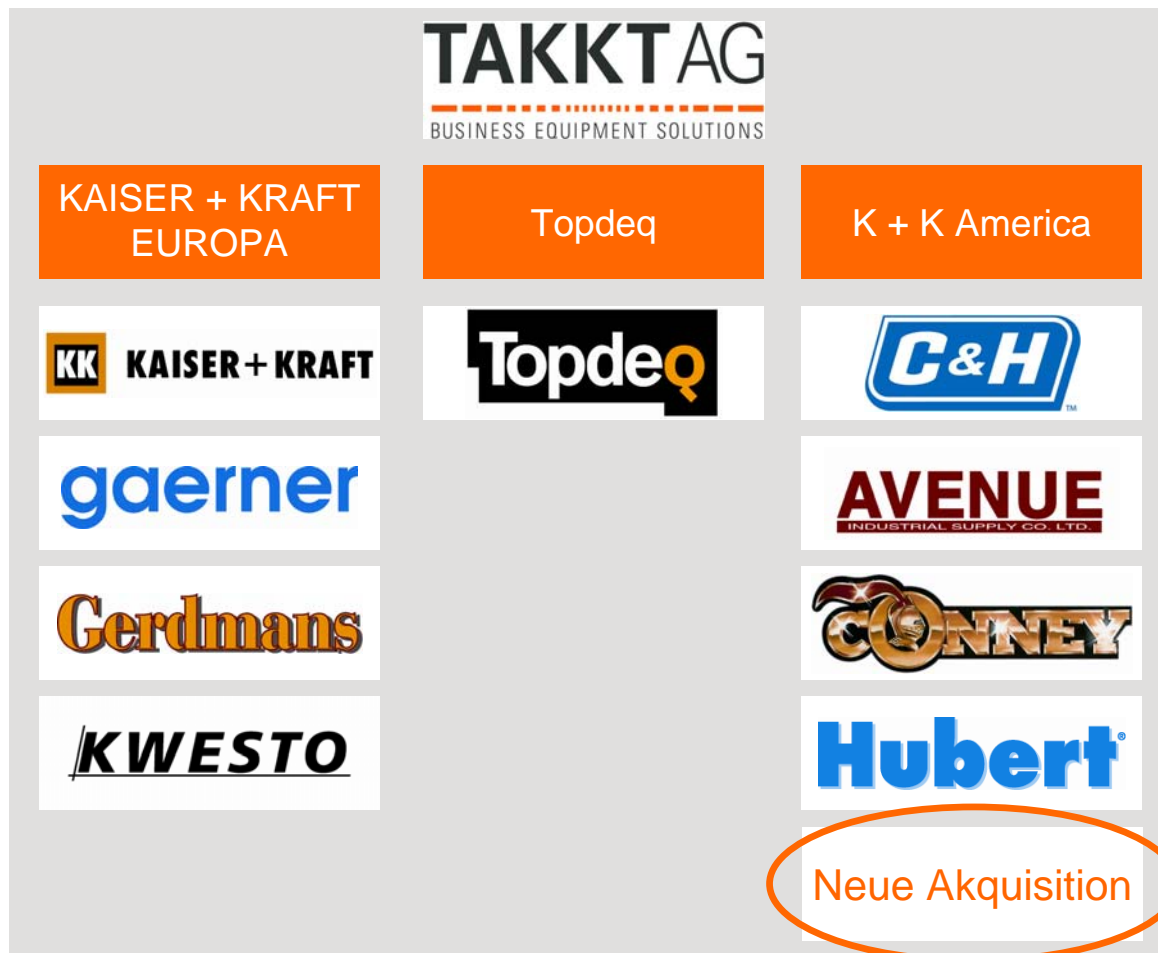 TAKKT AG
BUSINESS EQUIPMENT SOLUTIONS
KAISER + KRAFT
EUROPA
Topdeq
K + K America
KK KAISER+KRAFT
Topdeq
C&H
TM
gaerner
AVENUE
INDUSTRIAL SUPPLY CO. LTD.
Gerdmans
CONNEY
KWESTO
Hubert®
Neue Akquisition